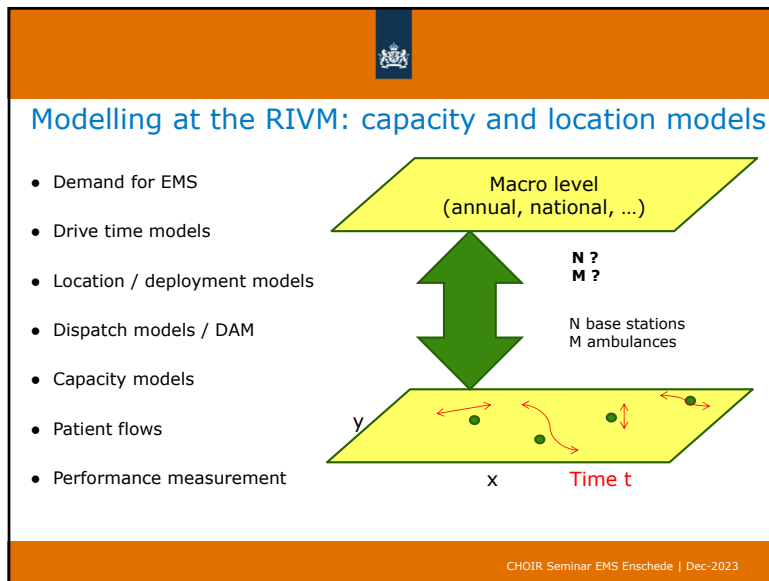 Modelling at the RIVM: capacity and location models
● Demand for EMS
● Drive time models
● Location / deployment models
● Dispatch models / DAM
● Capacity models
● Patient flows
● Performance measurement
Macro level
(annual, national, …)
N ?
M ?
N base stations
M ambulances
y
x
Time t
CHOIR Seminar EMS Enschede | Dec-2023